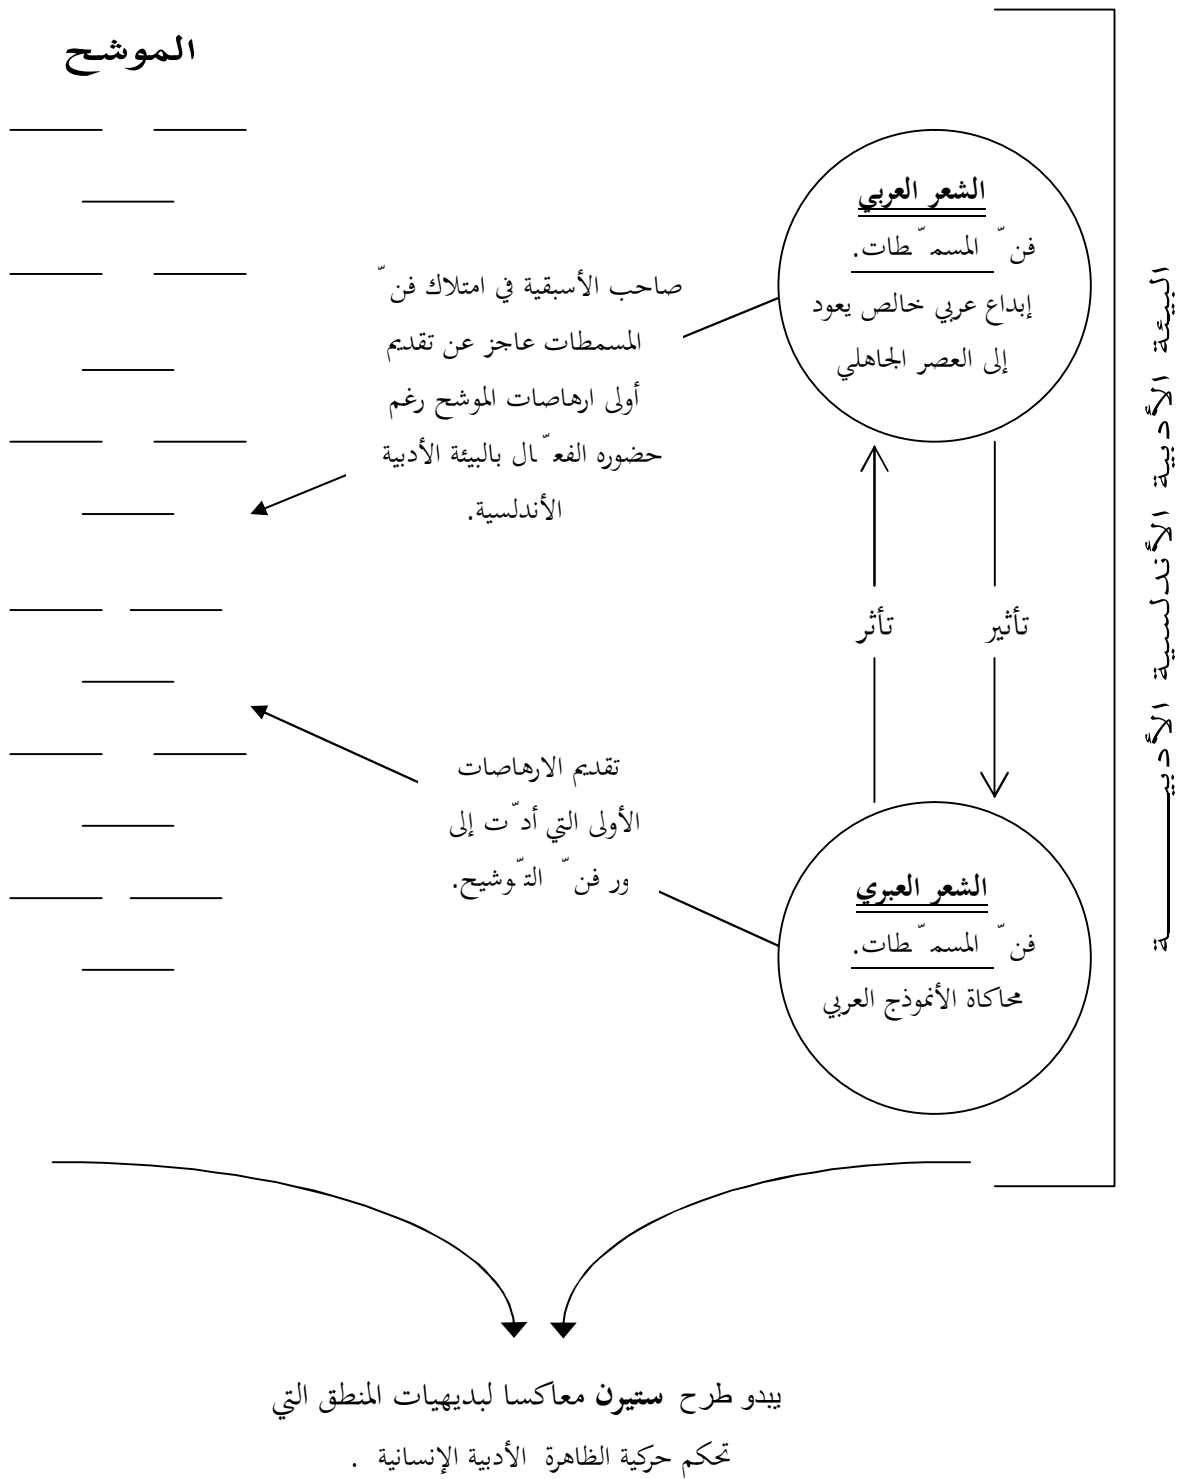 الموشح
الشعر العربي
فنّ المسمّطات.
إبداع عربي خالص يعود
إلى العصر الجاهلي
صاحب الأسبقية في امتلاك فنّ
المسمطات عاجز عن تقديم
أولى ارهاصات الموشح رغم
حضوره الفعّال بالبيئة الأدبية
الأندلسية.
تأثير
تأثر
تقديم الارهاصات
الأولى التي أدّت إلى
ور فنّ التّوشيح.
الشعر العبري
فنّ المسمّطات.
محاكاة الأنموذج العربي
البيئة الأدبية الأندلسية الأدبيـــــة
يبدو طرح ستيرن معاكسا لبديهيات المنطق التي
تحكم حركية الظاهرة الأدبية الإنسانية .